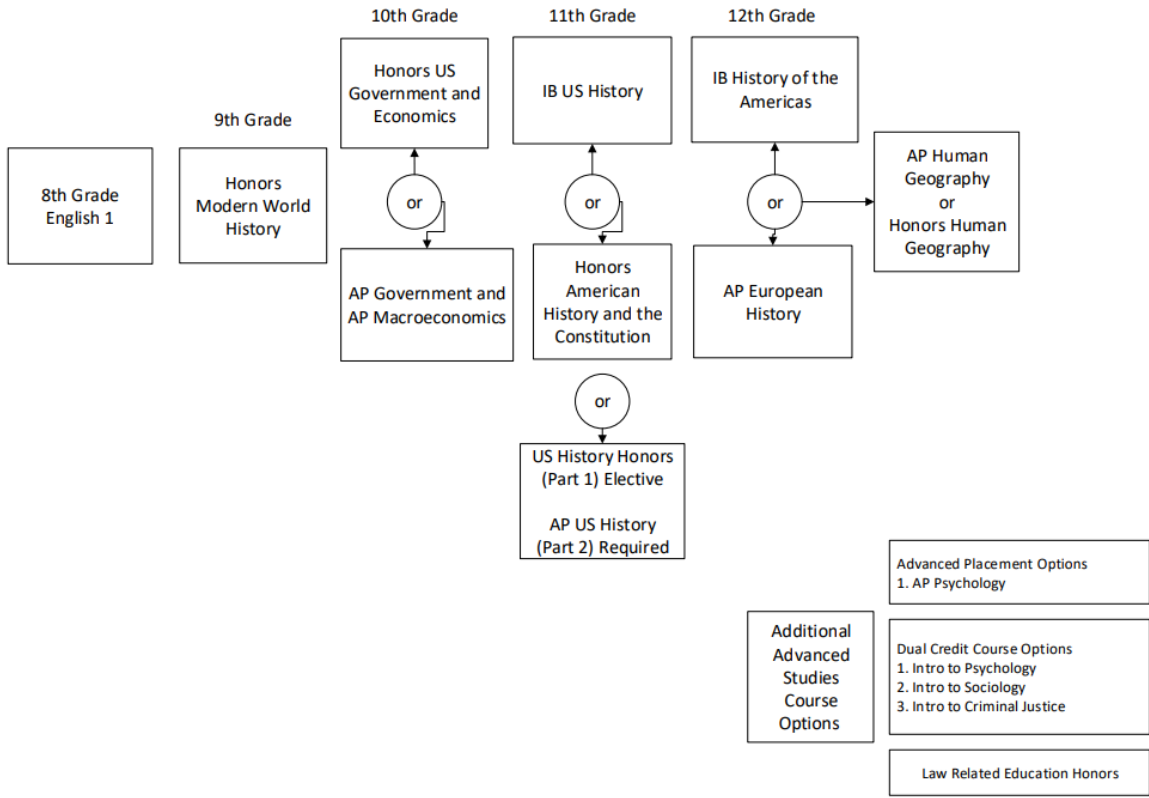 10th Grade
11th Grade
12th Grade
Honors US
Government and
Economics
IB US History
IB History of the
Americas
9th Grade
8th Grade
English 1
Honors
Modern World
History
or
or
or
AP Human
Geography
or
Honors Human
Geography
AP Government and
AP Macroeconomics
Honors
American
History and the
Constitution
AP European
History
or
US History Honors
(Part 1) Elective
AP US History
(Part 2) Required
Additional
Advanced
Studies
Course
Options
Advanced Placement Options
1. AP Psychology
Dual Credit Course Options
1. Intro to Psychology
2. Intro to Sociology
3. Intro to Criminal Justice
Law Related Education Honors